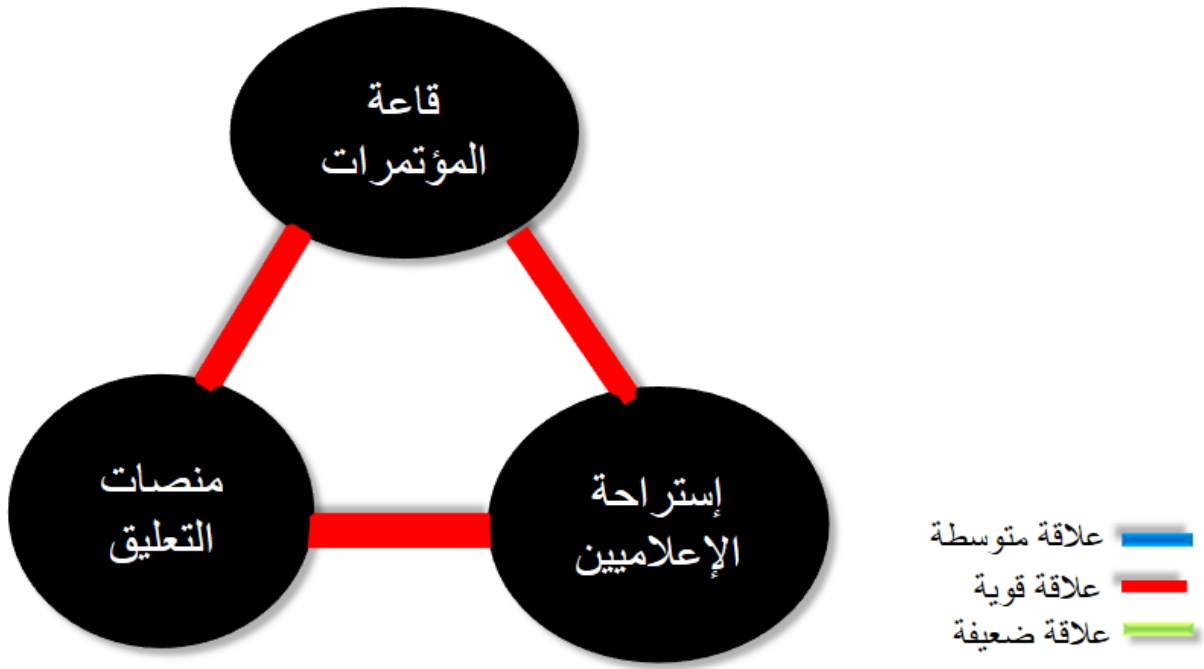 قاعة
المؤتمرات
منصات
التعليق
إستراحة
الإعلاميين
علاقة متوسطة
علاقة قوية
علاقة ضعيفة